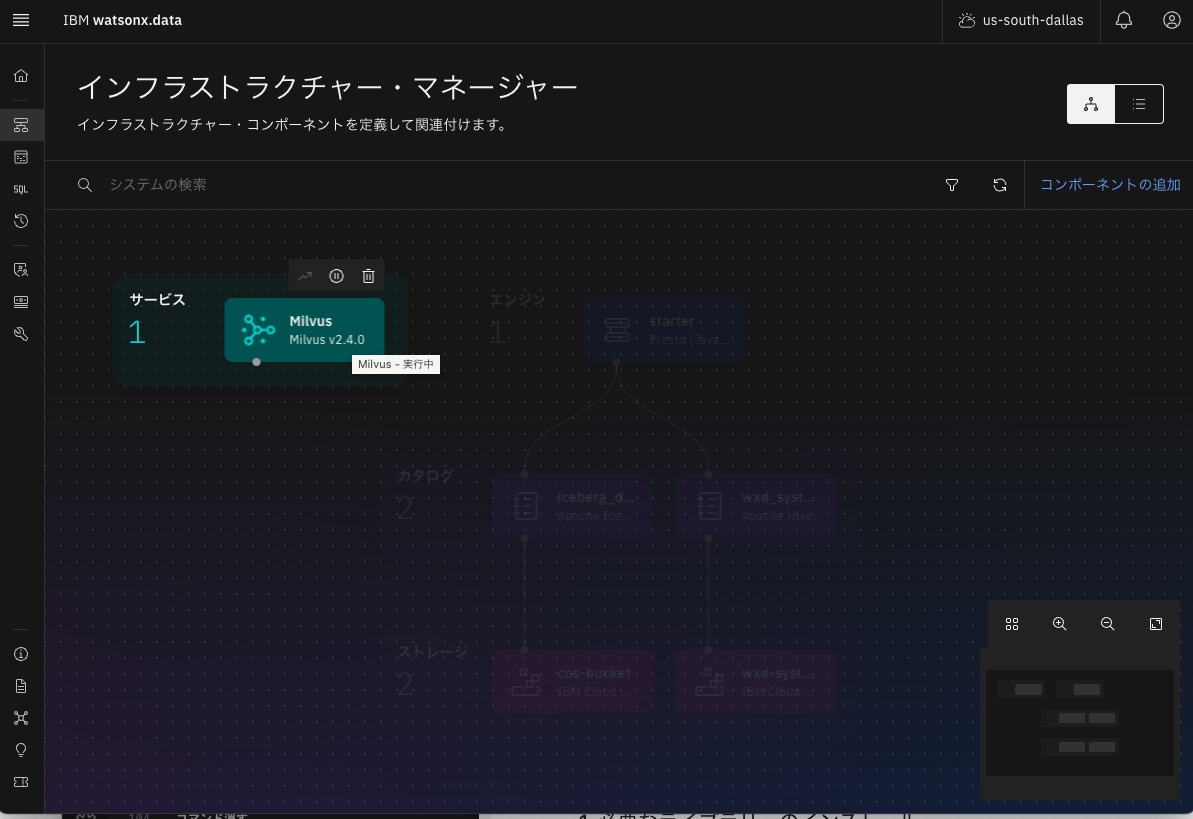 IBM watsonx.data
us-south-dallas
インフラストラクチャー・マネージャー
インフラストラクチャー・コンポーネントを定義して関連付けます。
システムの検索
コンポーネントの追加
SQL
サービス
1
Milvus
Milvus v2.4.0
Milvus - 実行中
エンジン
1
starter
Presto (Java...
カタログ
2
iceberg_d...
Apache Ice...
wxd_syst...
Apache Hive
ストレージ
2
cos-bucket
IBM Cloud ...
wxd-syst...
IBM Cloud ...